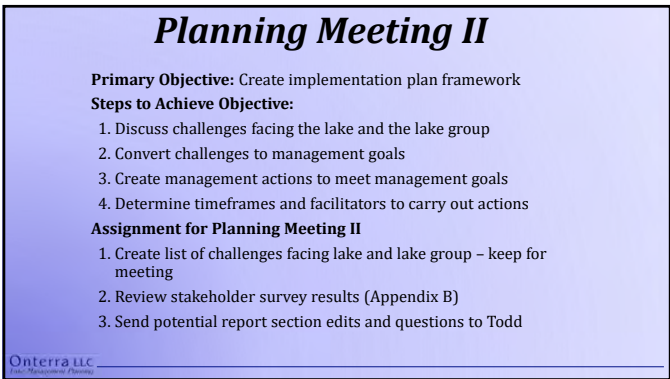 Planning Meeting II
Primary Objective: Create implementation plan framework
Steps to Achieve Objective:
1. Discuss challenges facing the lake and the lake group
2. Convert challenges to management goals
3. Create management actions to meet management goals
4. Determine timeframes and facilitators to carry out actions
Assignment for Planning Meeting II
1. Create list of challenges facing lake and lake group – keep for
meeting
2. Review stakeholder survey results (Appendix B)
3. Send potential report section edits and questions to Todd
Onterra LLC
Lake Management Planning